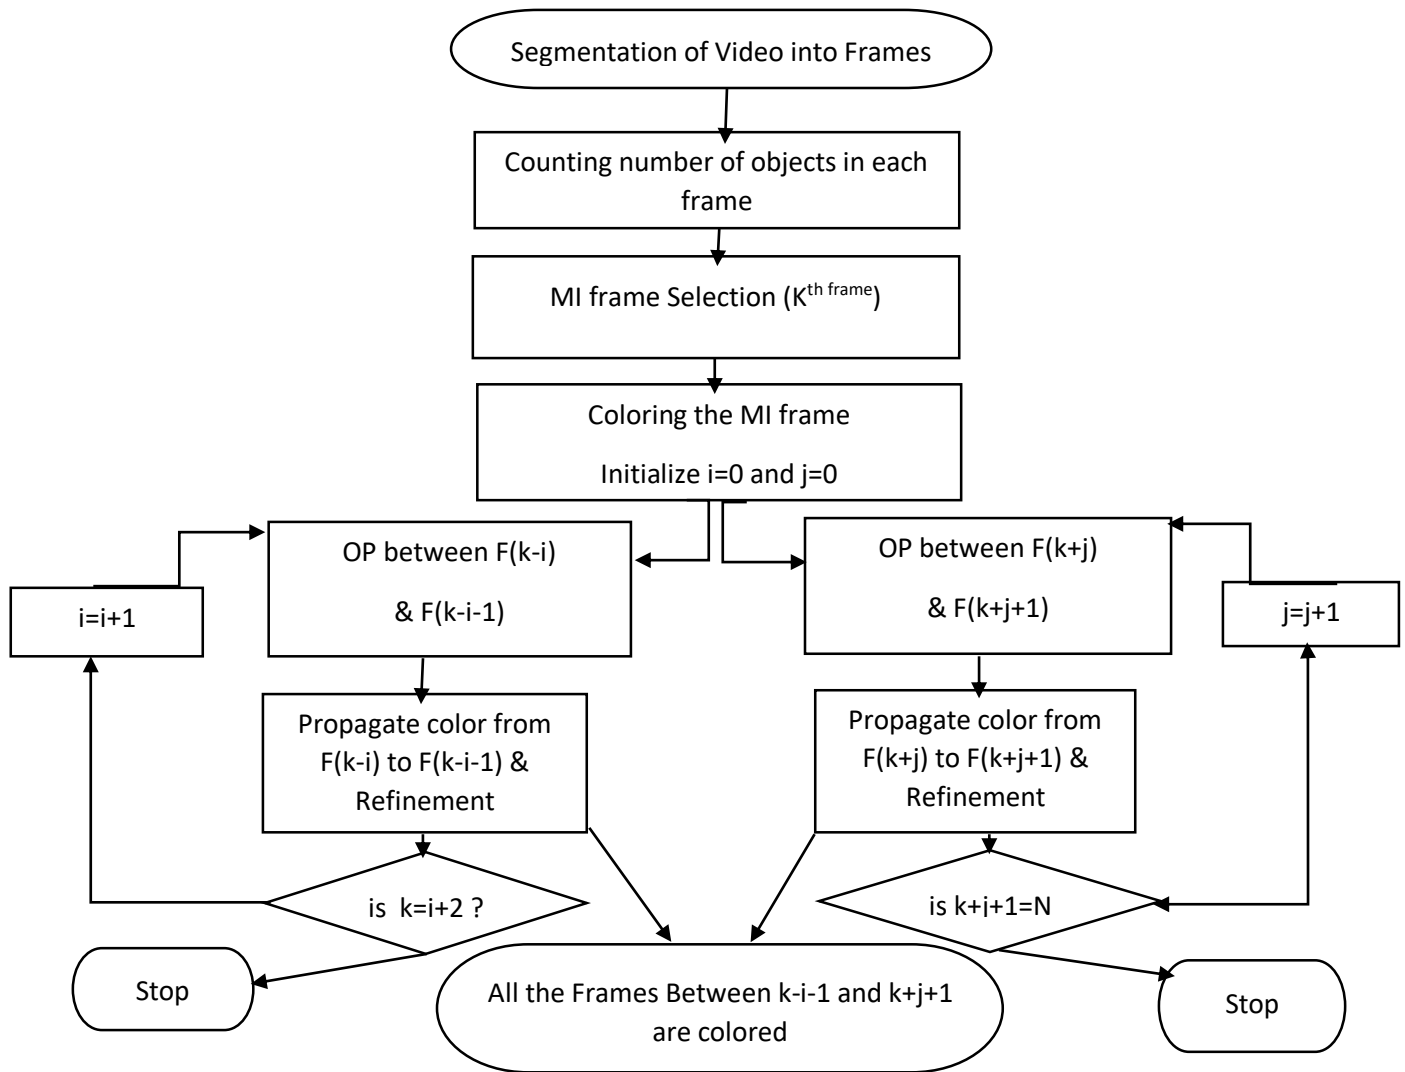 Segmentation of Video into Frames
Counting number of objects in each
frame
MI frame Selection (K^th frame)
Coloring the MI frame
Initialize i=0 and j=0
OP between F(k-i)
& F(k-i-1)
OP between F(k+j)
& F(k+j+1)
i=i+1
j=j+1
Propagate color from
F(k-i) to F(k-i-1) &
Refinement
Propagate color from
F(k+j) to F(k+j+1) &
Refinement
is k=i+2 ?
is k+j+1=N
Stop
All the Frames Between k-i-1 and k+j+1
are colored
Stop